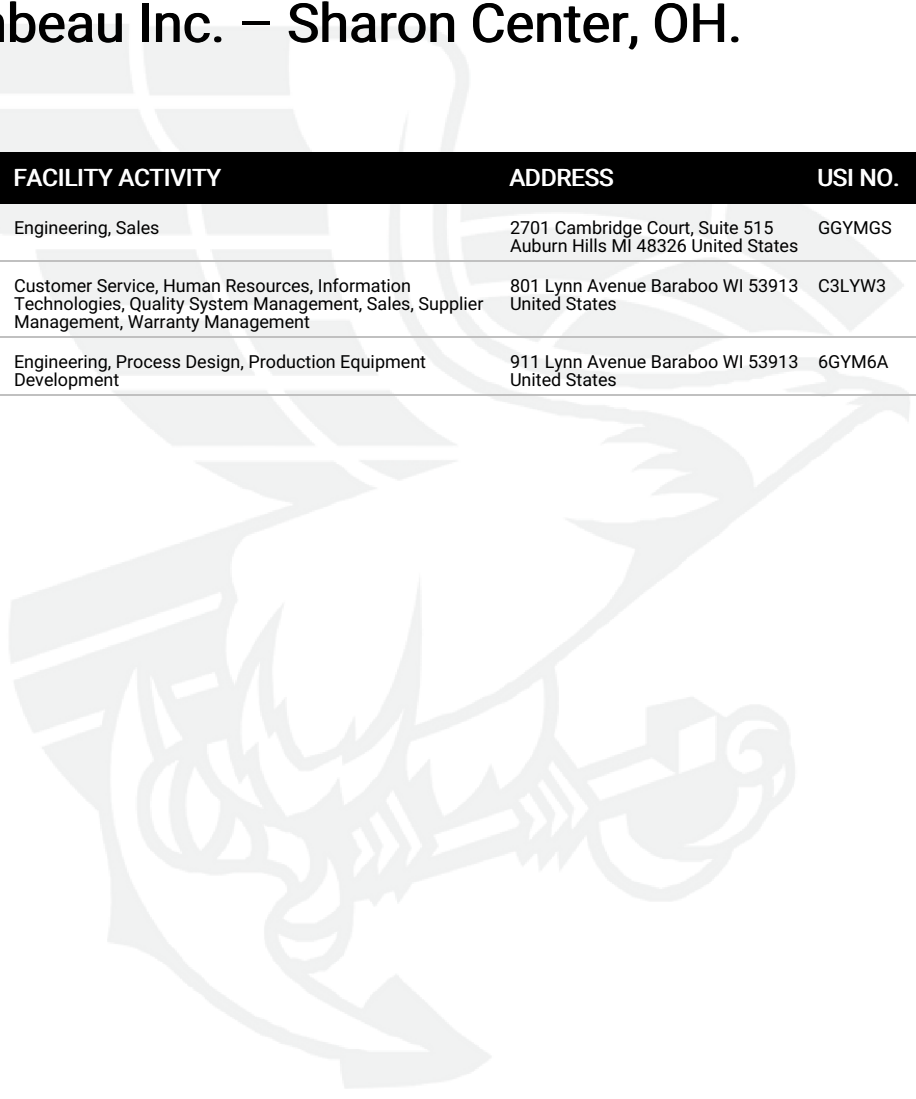 Inc. – Sharon Center, OH.
FACILITY ACTIVITY ADDRESS USI NO.
Engineering, Sales 2701 Cambridge Court, Suite 515 GGYMGS
Auburn Hills MI 48326 United States
Customer Service, Human Resources, Information 801 Lynn Avenue Baraboo WI 53913 C3LYW3
Technologies, Quality System Management, Sales, Supplier United States
Management, Warranty Management
Engineering, Process Design, Production Equipment 911 Lynn Avenue Baraboo WI 53913 6GYM6A
Development United States